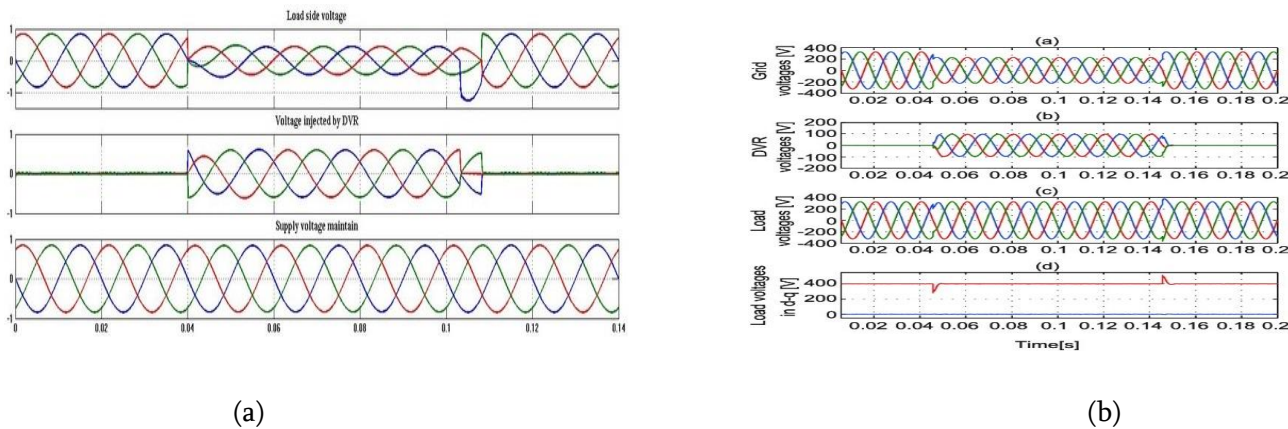 Load side voltage
1
0
-1
Voltage injected by DVR
1
0
-1
Supply voltage maintain
1
0
-1
0 0.02 0.04 0.06 0.08 0.1 0.12 0.14
(a)
(a)
Grid
voltages [V]
400
200
0
-200
-400
0.02 0.04 0.06 0.08 0.10 0.12 0.14 0.16 0.18 0.2
(b)
DVR
voltages [V]
200
100
0
-100
-200
0.02 0.04 0.06 0.08 0.10 0.12 0.14 0.16 0.18 0.2
(c)
Load
voltages [V]
400
200
0
-200
-400
0.02 0.04 0.06 0.08 0.10 0.12 0.14 0.16 0.18 0.2
(d)
Load voltages
in d-q [V]
400
200
0
0.02 0.04 0.06 0.08 0.10 0.12 0.14 0.16 0.18 0.2
Time[s]
(b)